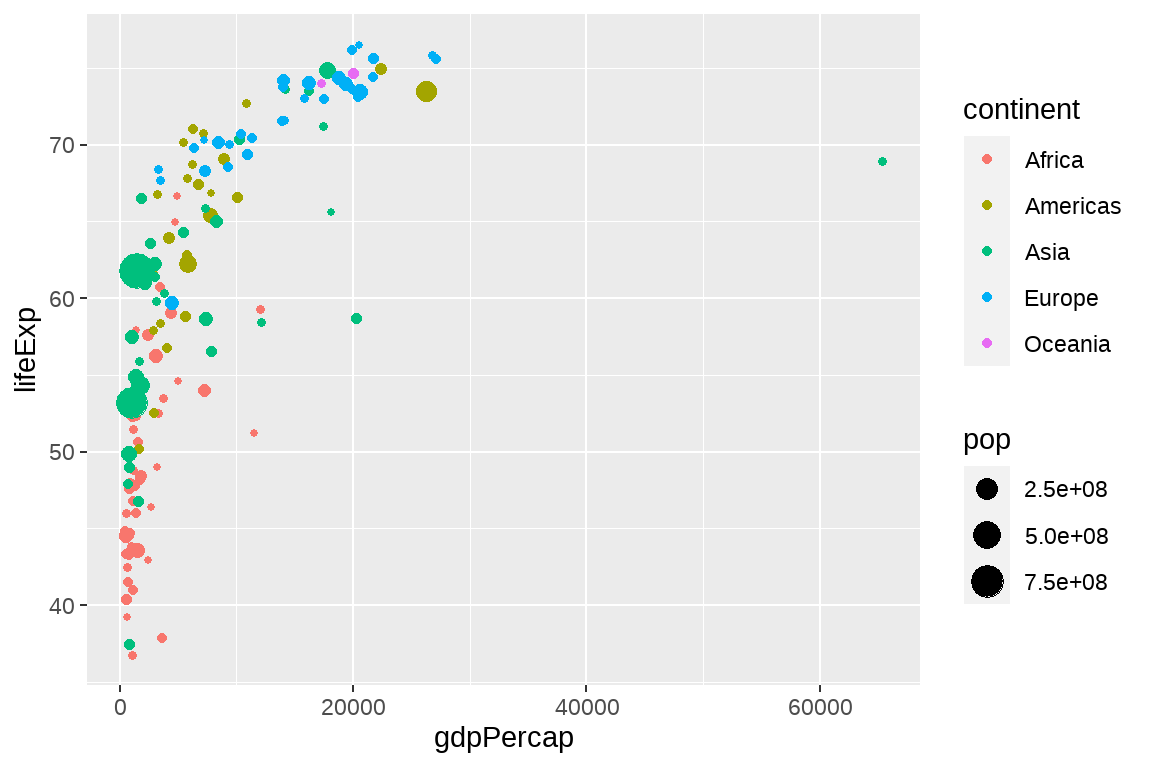 lifeExp
70
60
50
40
0
20000
40000
60000
gdpPercap
continent
Africa
Americas
Asia
Europe
Oceania
pop
2.5e+08
5.0e+08
7.5e+08